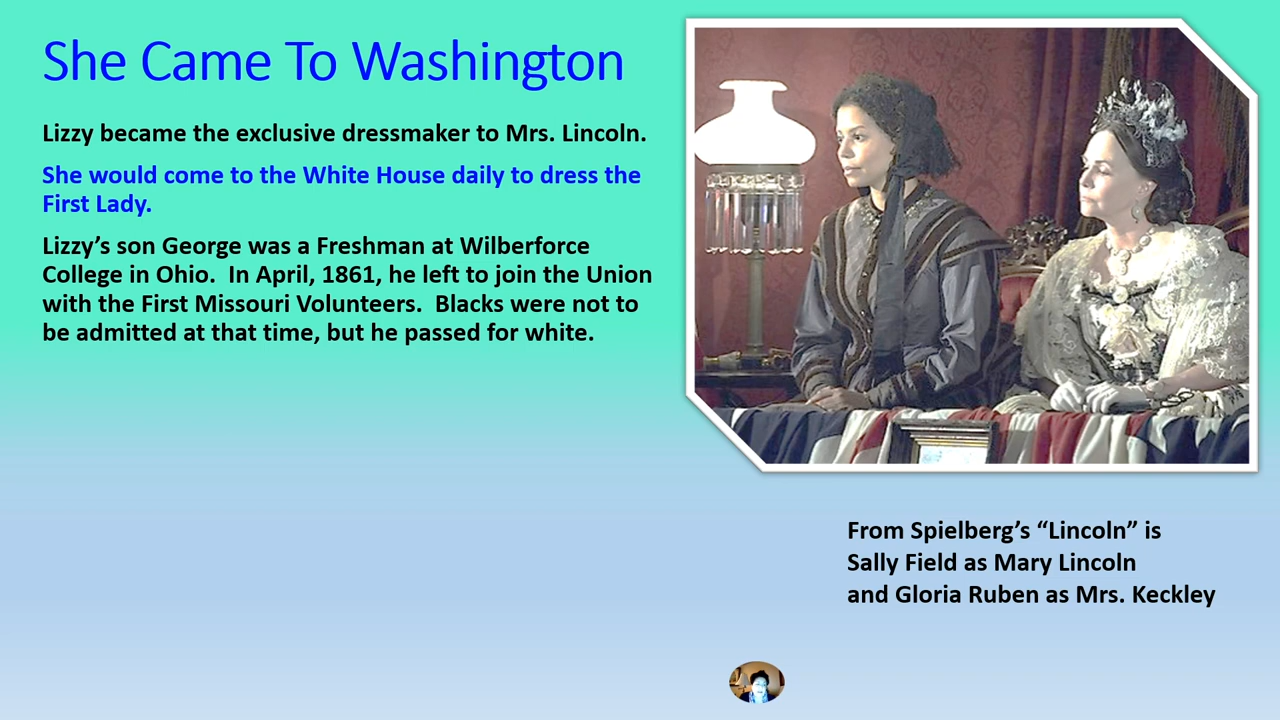 She Came To Washington
Lizzy became the exclusive dressmaker to Mrs. Lincoln.
She would come to the White House daily to dress the
First Lady.
Lizzy’s son George was a Freshman at Wilberforce
College in Ohio.  In April, 1861, he left to join the Union
with the First Missouri Volunteers.  Blacks were not to
be admitted at that time, but he passed for white.
From Spielberg’s “Lincoln” is
Sally Field as Mary Lincoln
and Gloria Ruben as Mrs. Keckley